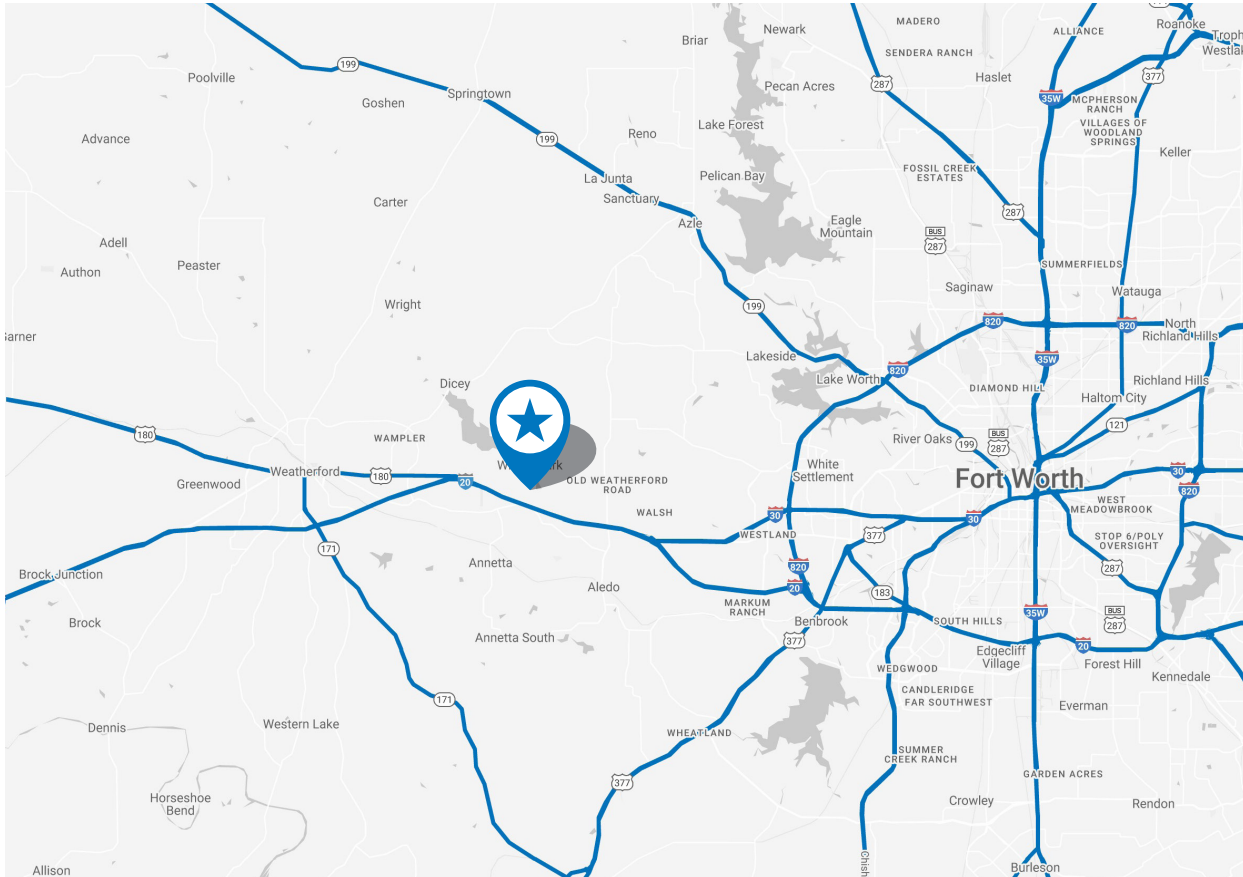 MADERO
Newark
Roanoke
Briar
ALLIANCE
Troph
Westlak
SENDERA RANCH
199
Poolville
Haslet
377
Pecan Acres
287
Springtown
Goshen
35W
MCPHERSON
RANCH
VILLAGES OF
WOODLAND
SPRINGS
Lake Forest
Reno
Advance
199
Keller
FOSSIL CREEK
ESTATES
La Junta
Pelican Bay
Sanctuary
Carter
287
Azle
Eagle
Mountain
BUS
287
Adell
Peaster
Authon
SUMMERFIELDS
Saginaw
Watauga
Wright
199
820
820
North
Richland Hills
Garner
Lakeside
35W
820
Lake Worth
Dicey
DIAMOND HILL
Richland Hills
Haltom City
121
180
WAMPLER
River Oaks
199
BUS
287
White
Settlement
Weatherford
180
20
OLD WEATHERFORD
ROAD
Greenwood
Fort Worth
30
820
WEST
MEADOWBROOK
WALSH
30
30
WESTLAND
377
STOP 6/POLY
OVERSIGHT
171
Annetta
820
287
Brock Junction
Aledo
20
183
MARKUM
RANCH
35W
BUS
287
Brock
Benbrook
SOUTH HILLS
Annetta South
377
20
Edgecliff
Village
Forest Hill
WEDGWOOD
Kennedale
CANDLERIDGE
FAR SOUTHWEST
171
Everman
Dennis
Western Lake
WHEATLAND
SUMMER
CREEK RANCH
377
GARDEN ACRES
Horseshoe
Bend
Crowley
Rendon
Chish
Burleson
Allison